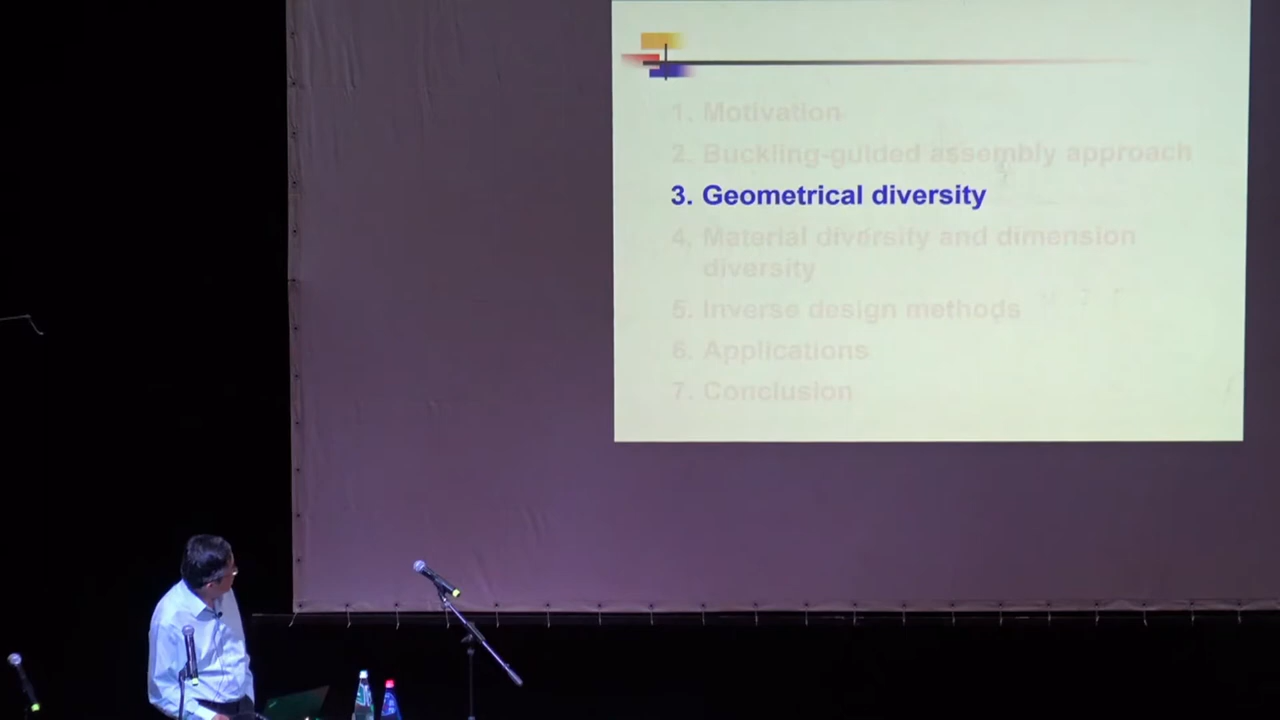 1. Motivation
2. Buckling-guided assembly approach
3. Geometrical diversity
4. Material diversity and dimension
diversity
5. Inverse design methods
6. Applications
7. Conclusion